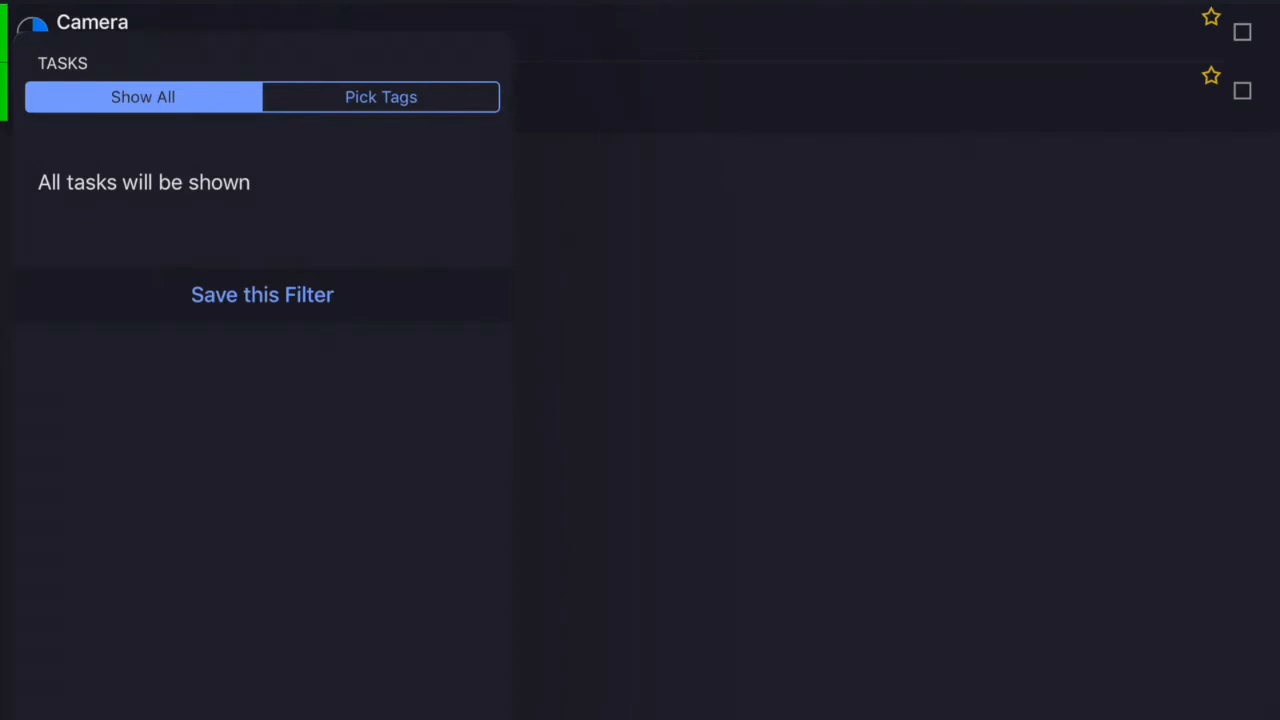 Camera
TASKS
Show All
Pick Tags
All tasks will be shown
Save this Filter